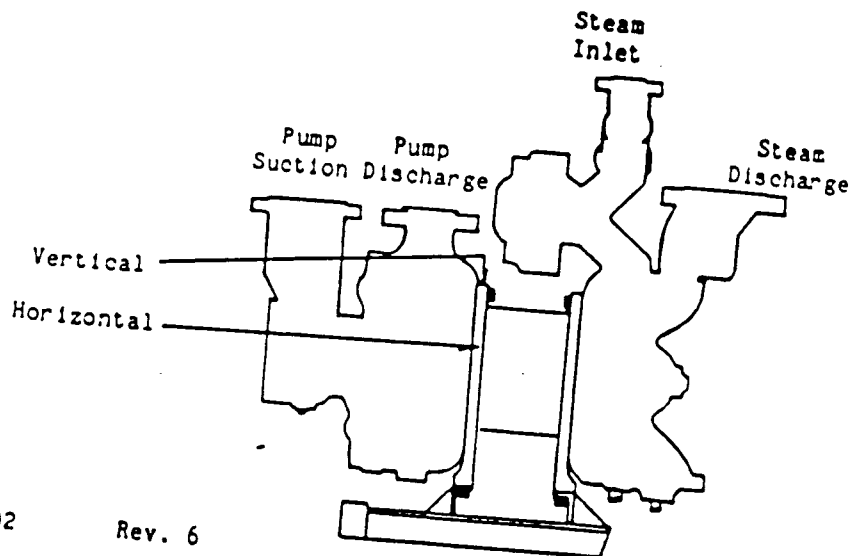 Steam
Inlet
Pump
Suction
Pump
Discharge
Steam
Discharge
Vertical
Horizontal
Rev. 6